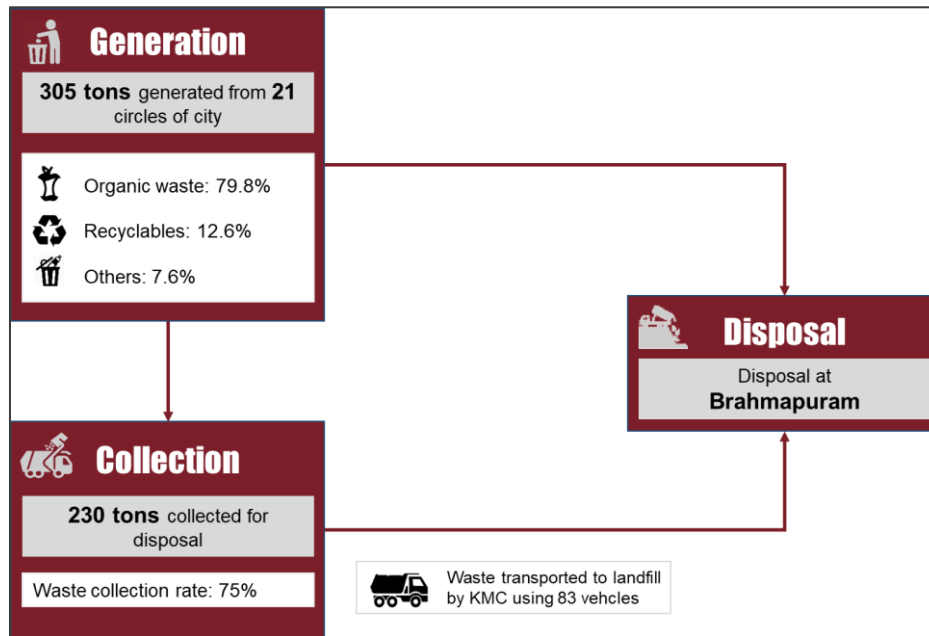 Generation
305 tons generated from 21
circles of city
Organic waste: 79.8%
Recyclables: 12.6%
Others: 7.6%
Disposal
Disposal at
Brahmapuram
Collection
230 tons collected for
disposal
Waste collection rate: 75%
Waste transported to landfill
by KMC using 83 vehcles